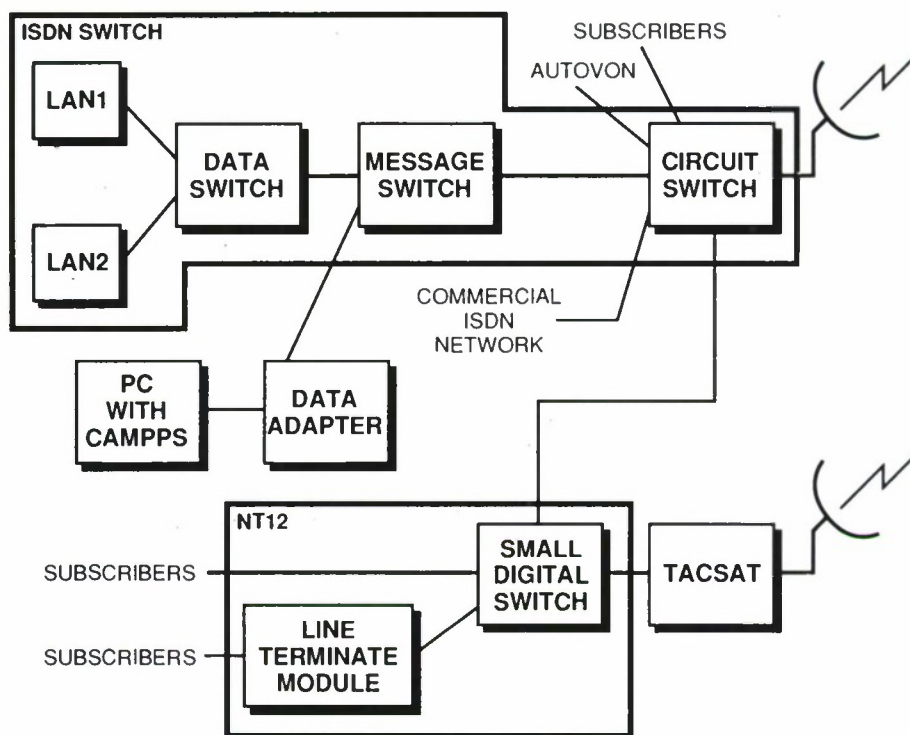 ISDN SWITCH
SUBSCRIBERS
AUTOVON
LAN1
DATA
SWITCH
MESSAGE
SWITCH
CIRCUIT
SWITCH
LAN2
COMMERCIAL
ISDN
NETWORK
PC
WITH
CAMPPS
DATA
ADAPTER
NT12
SUBSCRIBERS
SMALL
DIGITAL
SWITCH
TACSAT
SUBSCRIBERS
LINE
TERMINATE
MODULE